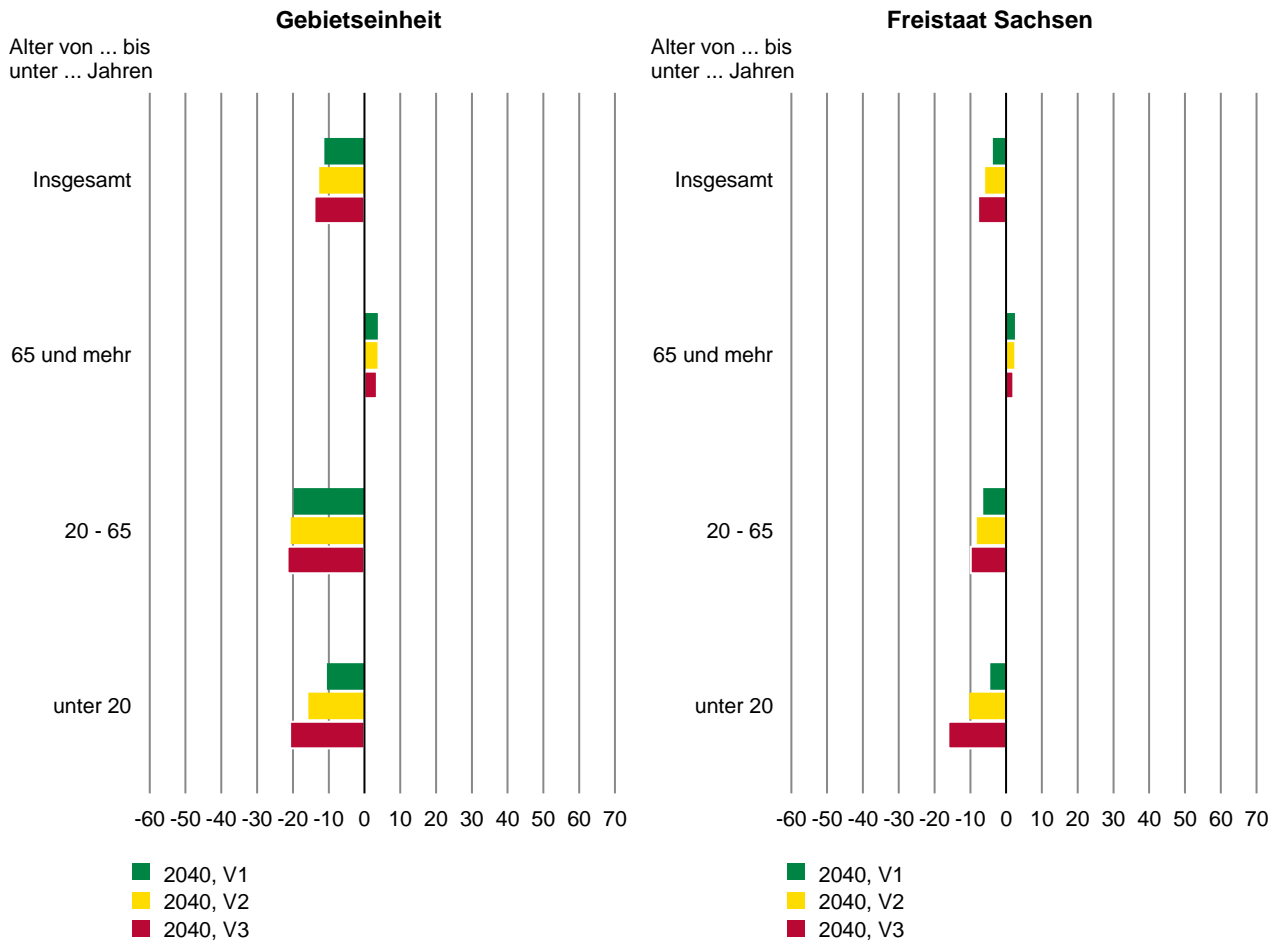 Gebietseinheit
Alter von ... bis
unter ... Jahren
Insgesamt
65 und mehr
20 - 65
unter 20
-60 -50 -40 -30 -20 -10 0 10 20 30 40 50 60 70
2040, V1
2040, V2
2040, V3
Freistaat Sachsen
Alter von ... bis
unter ... Jahren
Insgesamt
65 und mehr
20 - 65
unter 20
-60 -50 -40 -30 -20 -10 0 10 20 30 40 50 60 70
2040, V1
2040, V2
2040, V3